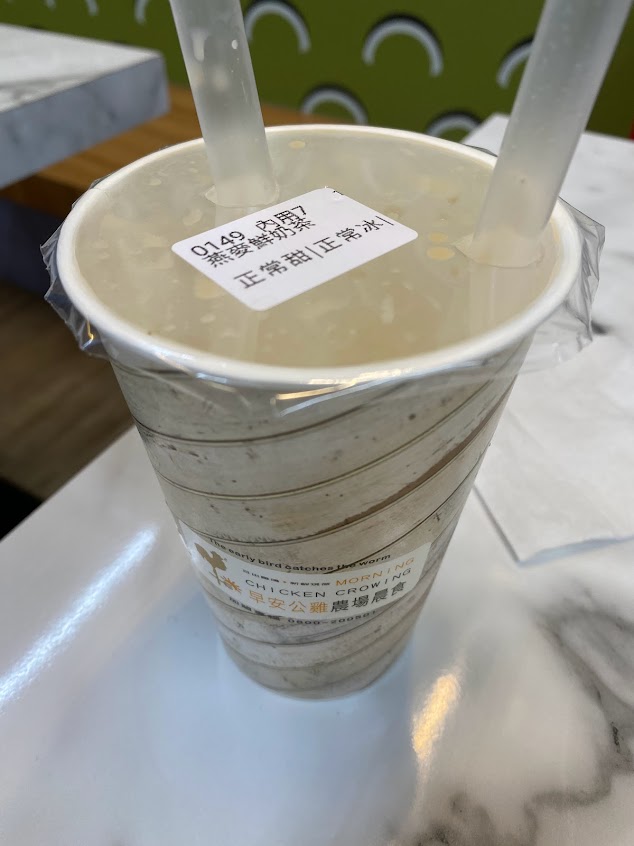 0149 內用7
燕麥鮮奶茶
正常甜|正常冰|
The early bird catches the worm
MORNING
CHICKEN CROWING
早安公雞農場晨食